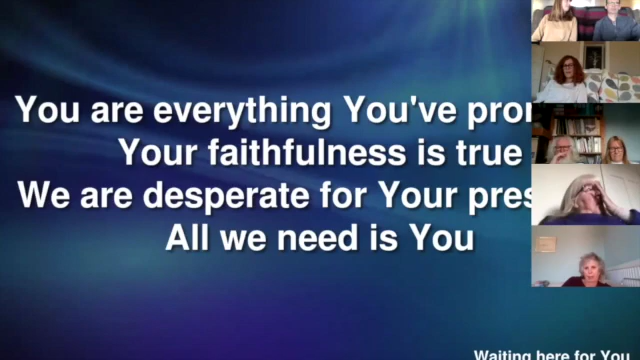 You are everything You've
Your faithfulness is true
We are desperate for Your
All we need is You
Waiting here for You